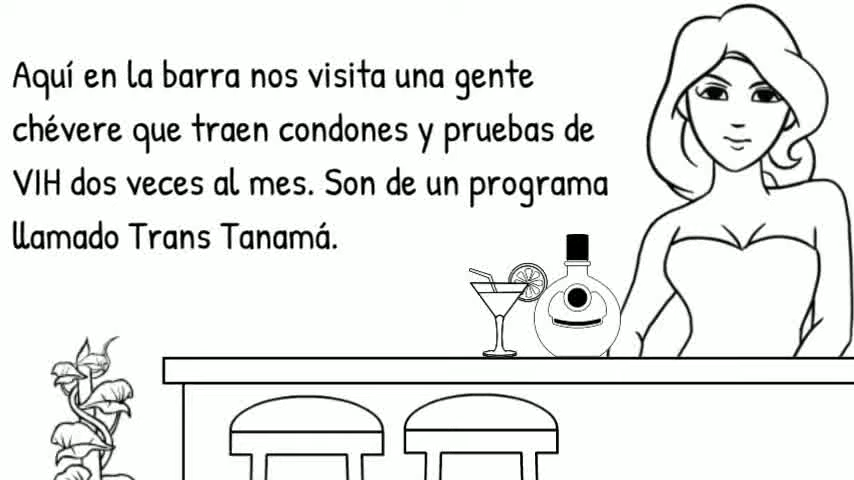 Aquí en la barra nos visita una gente
chévere que traen condones y pruebas de
VIH dos veces al mes. Son de un programa
llamado Trans Tanamá.